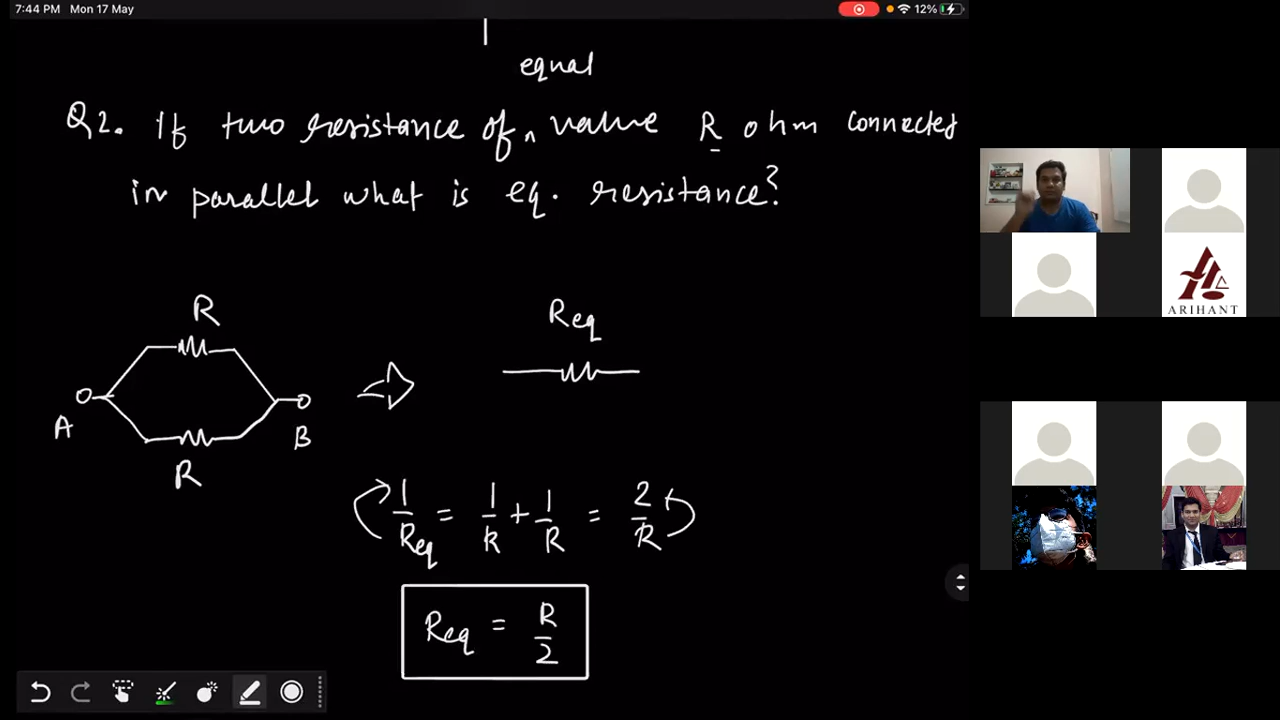 7:44 PM Mon 17 May
12%
equal
Q2. If two resistance of ^ value R ohm connected
in parallel what is eq. resistance?
R
Req
A
B
R
1/Req = 1/R + 1/R = 2/R
Req = R/2
ARIHANT